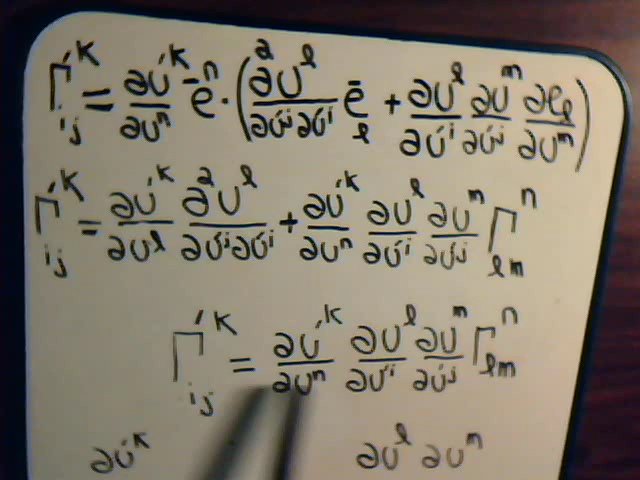 Γ'ᵏᵢⱼ = ∂u'ᵏ/∂uⁿ ēⁿ · (∂²uˡ/∂u'ʲ∂u'ⁱ ēₗ + ∂uˡ/∂u'ⁱ ∂uᵐ/∂u'ʲ ∂ēₗ/∂uᵐ)
Γ'ᵏᵢⱼ = ∂u'ᵏ/∂uˡ ∂²uˡ/∂u'ʲ∂u'ⁱ + ∂u'ᵏ/∂uⁿ ∂uˡ/∂u'ⁱ ∂uᵐ/∂u'ʲ Γⁿₗₘ
Γ'ᵏᵢⱼ = ∂u'ᵏ/∂uⁿ ∂uˡ/∂u'ⁱ ∂uᵐ/∂u'ʲ Γⁿₗₘ
∂u'ᵏ ∂uˡ ∂uᵐ